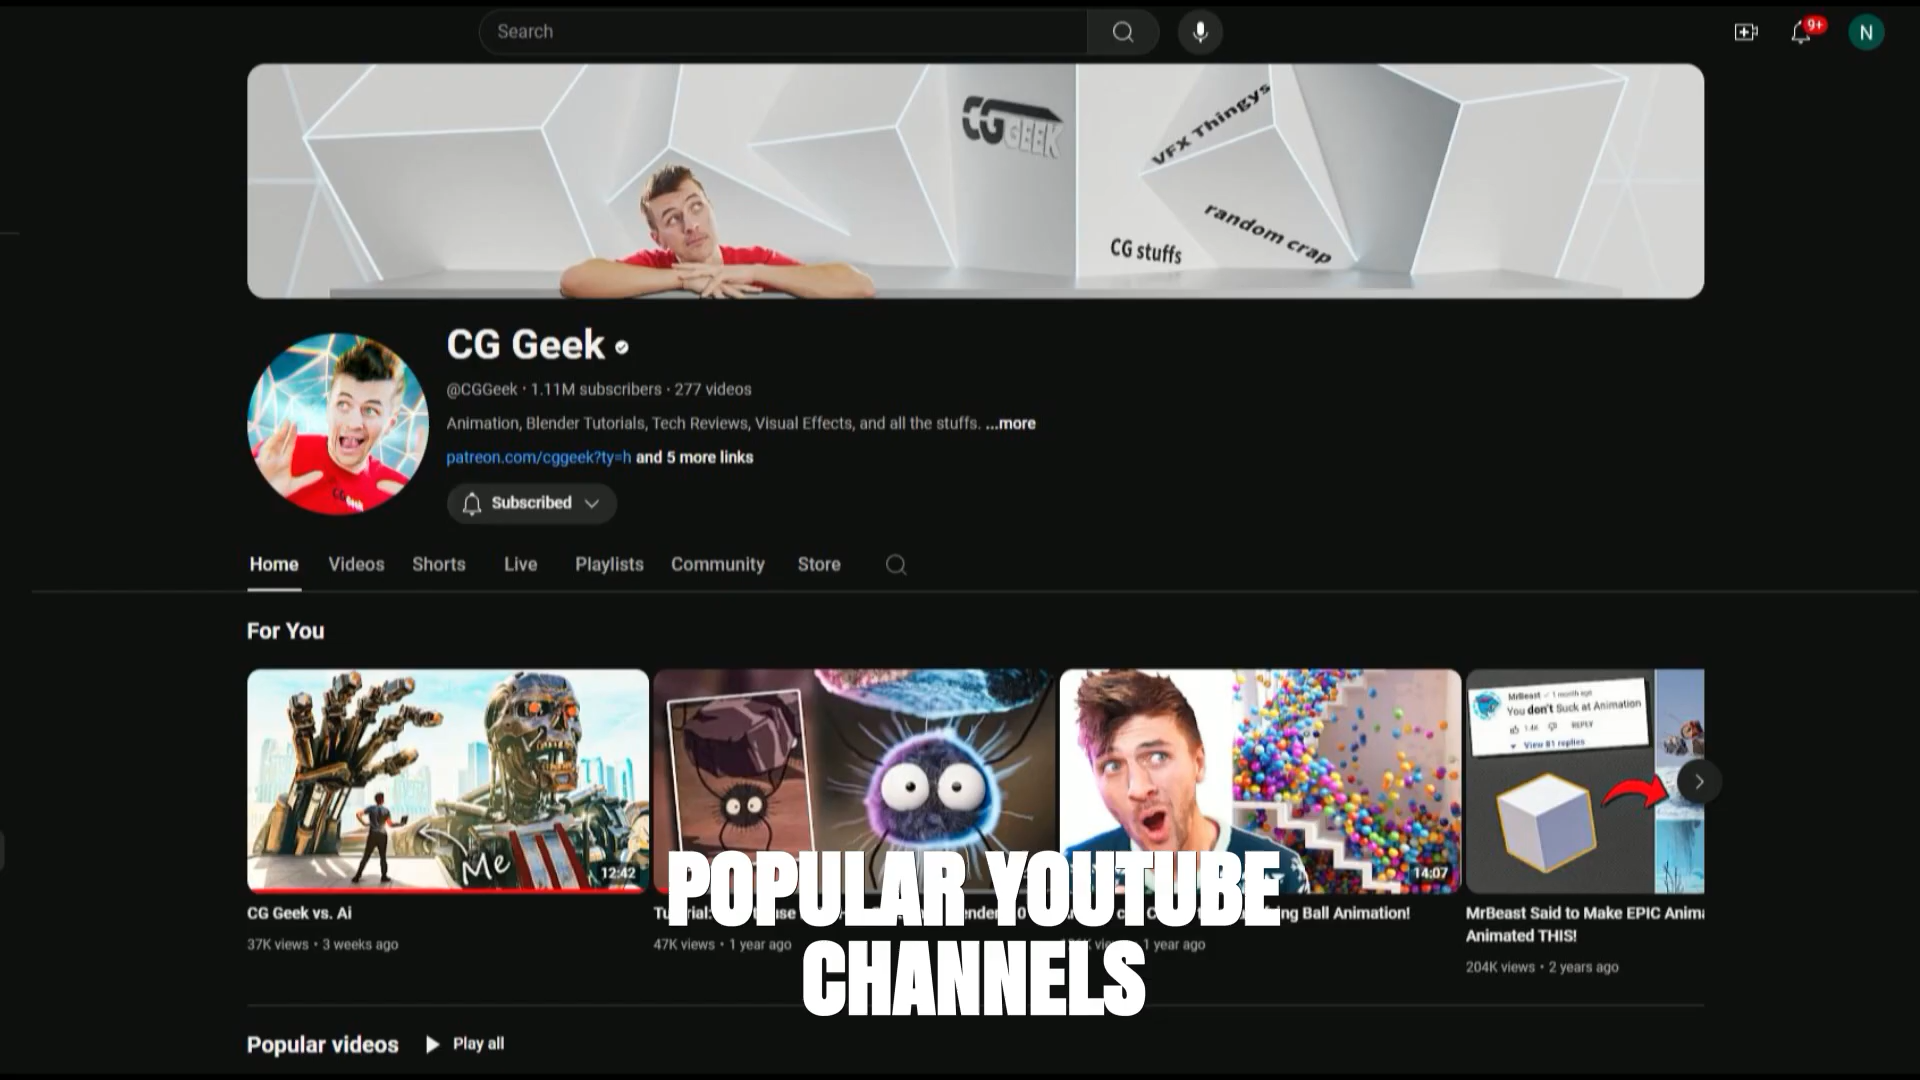 Search
9+
N
CG GEEK
VFX Thingys
random crap
CG stuffs
CG Geek
@CGGeek · 1.11M subscribers · 277 videos
Animation, Blender Tutorials, Tech Reviews, Visual Effects, and all the stuffs. ...more
patreon.com/cggeek?ty=h and 5 more links
Subscribed
Home Videos Shorts Live Playlists Community Store
For You
Me
12:42
14:07
MrBeast 1 month ago
You don't Suck at Animation
1.4K REPLY
View 81 replies
POPULAR YOUTUBE
CHANNELS
CG Geek vs. Ai
37K views • 3 weeks ago
47K views • 1 year ago
ng Ball Animation!
1 year ago
MrBeast Said to Make EPIC Anima
Animated THIS!
204K views • 2 years ago
Popular videos Play all